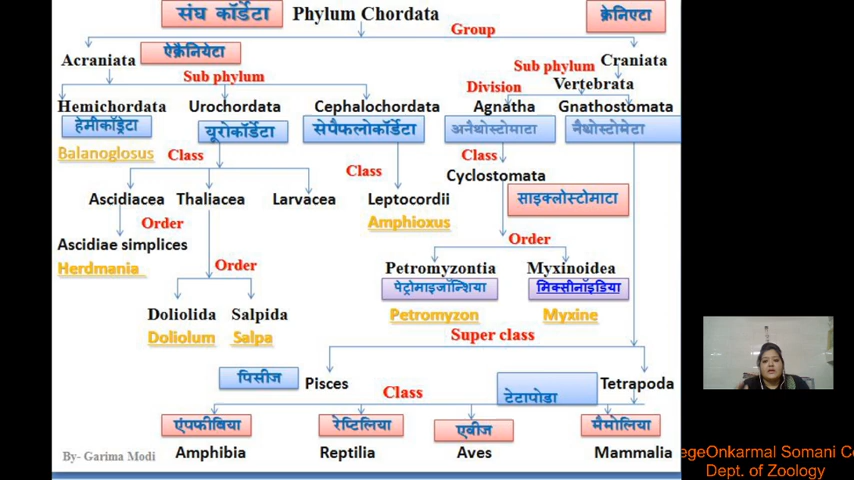 संघ कॉर्डेटा Phylum Chordata क्रेनिएटा
Group
Acraniata ऐक्रैनियेटा Craniata
Sub phylum Sub phylum
Division Vertebrata
Hemichordata Urochordata Cephalochordata Agnatha Gnathostomata
हेमीकॉर्ड्रेटा यूरोकॉर्डेटा सेपैफलोकॉर्डेटा अनैथोस्टोमाटा नैथोस्टोमेटा
Balanoglosus Class Class
Class Cyclostomata
Ascidiacea Thaliacea Larvacea Leptocordii साइक्लोस्टोमाटा
Order Amphioxus
Ascidiae simplices Order
Herdmania Order Petromyzontia Myxinoidea
पेट्रोमाइजॉन्शिया मिक्सीनॉइडिया
Doliolida Salpida Petromyzon Myxine
Doliolum Salpa Super class
पिसीज Pisces Tetrapoda
Class टेटापोडा
एंपफीबिया रेप्टिलिया एवीज मैमोलिया
Amphibia Reptilia Aves Mammalia
By- Garima Modi
egeOnkarmal Somani Co
Dept. of Zoology